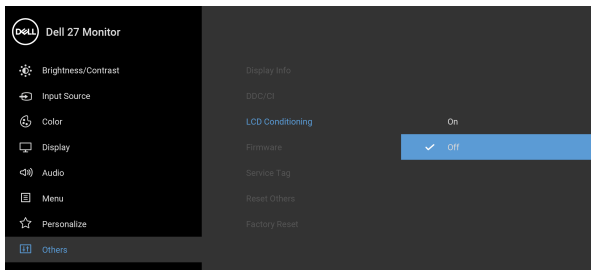 DELL
Dell 27 Monitor
Brightness/Contrast
Input Source
Color
Display
Audio
Menu
Personalize
Others
Display Info
DDC/CI
LCD Conditioning
Firmware
Service Tag
Reset Others
Factory Reset
On
Off